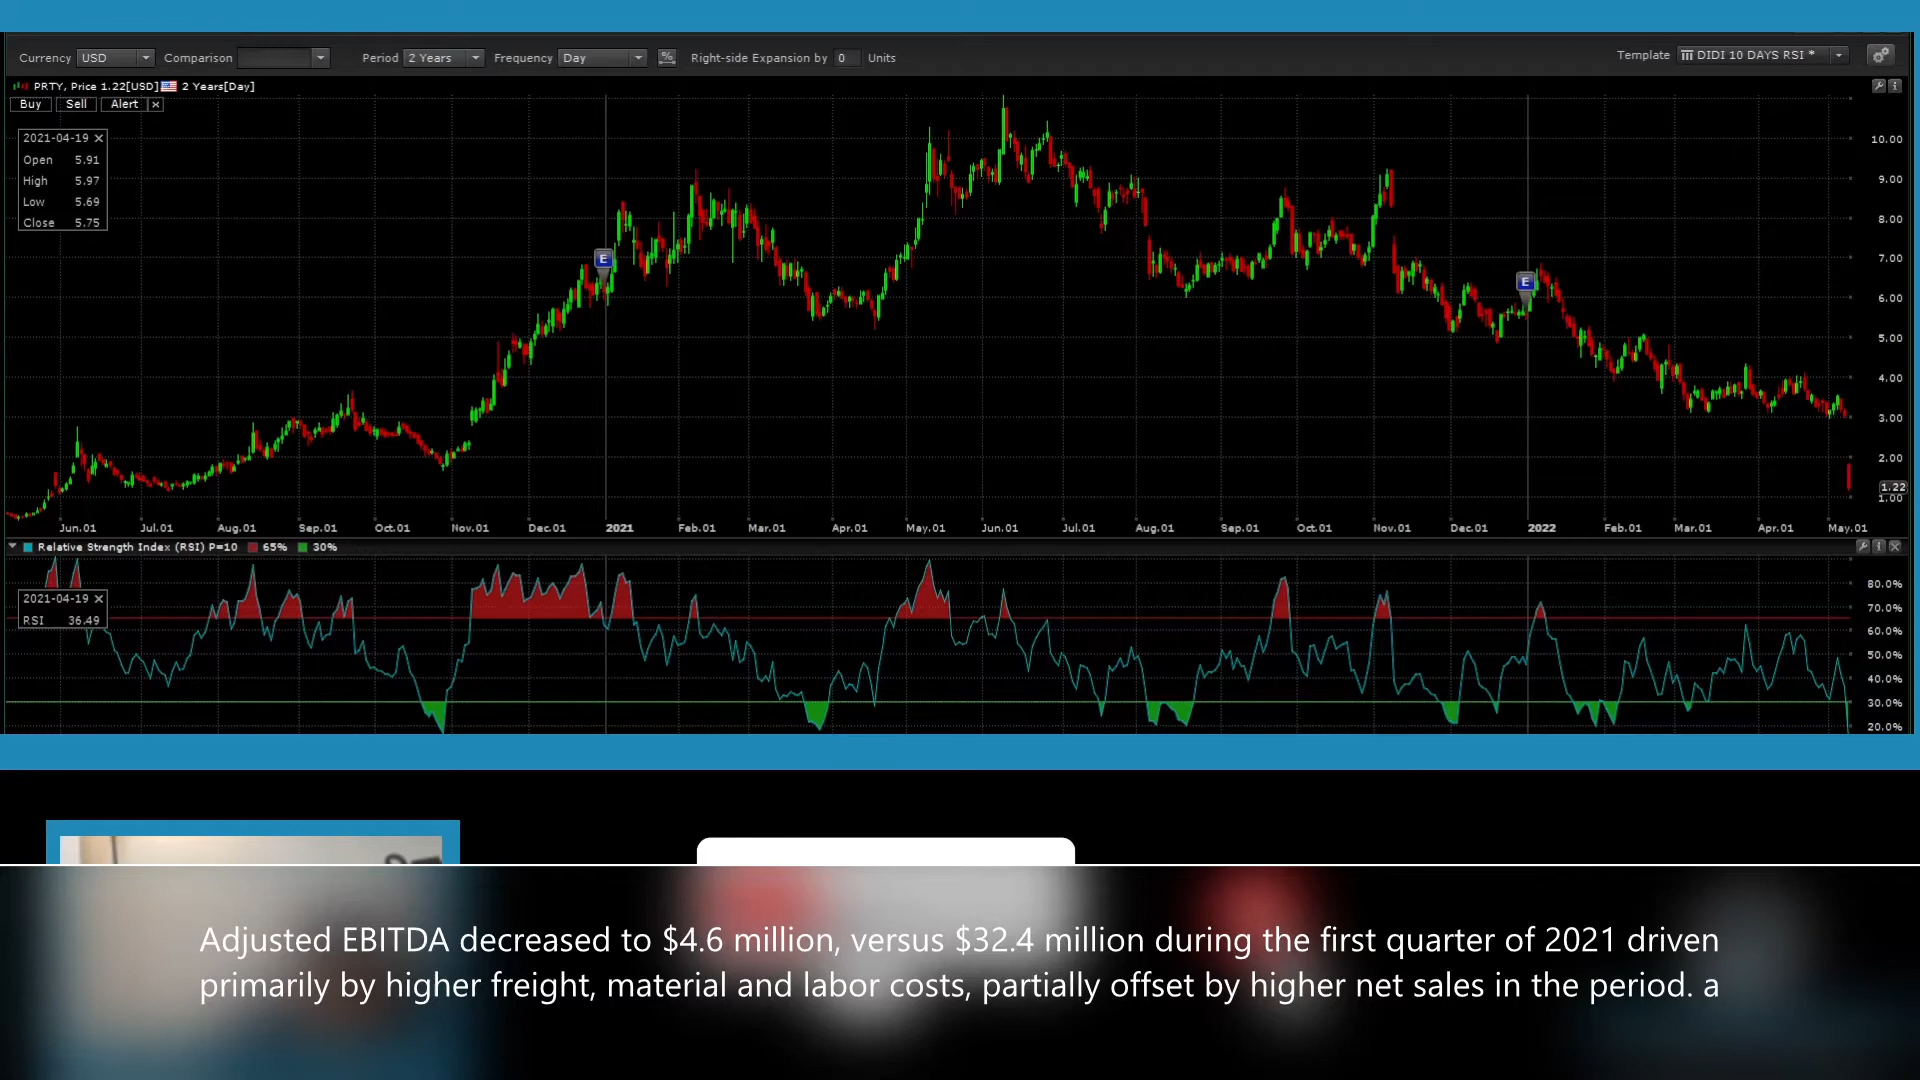 Currency USD Comparison Period 2 Years Frequency Day % Right-side Expansion by 0 Units Template DIDI 10 DAYS RSI *
PRTY, Price 1.22[USD] 2 Years[Day]
Buy Sell Alert ×
2021-04-19 ×
Open 5.91
High 5.97
Low 5.69
Close 5.75
E
E
10.00
9.00
8.00
7.00
6.00
5.00
4.00
3.00
2.00
1.22
1.00
Jun.01 Jul.01 Aug.01 Sep.01 Oct.01 Nov.01 Dec.01 2021 Feb.01 Mar.01 Apr.01 May.01 Jun.01 Jul.01 Aug.01 Sep.01 Oct.01 Nov.01 Dec.01 2022 Feb.01 Mar.01 Apr.01 May.01
Relative Strength Index (RSI) P=10 65% 30%
2021-04-19 ×
RSI 36.49
80.0%
70.0%
60.0%
50.0%
40.0%
30.0%
20.0%
Adjusted EBITDA decreased to $4.6 million, versus $32.4 million during the first quarter of 2021 driven
primarily by higher freight, material and labor costs, partially offset by higher net sales in the period. a